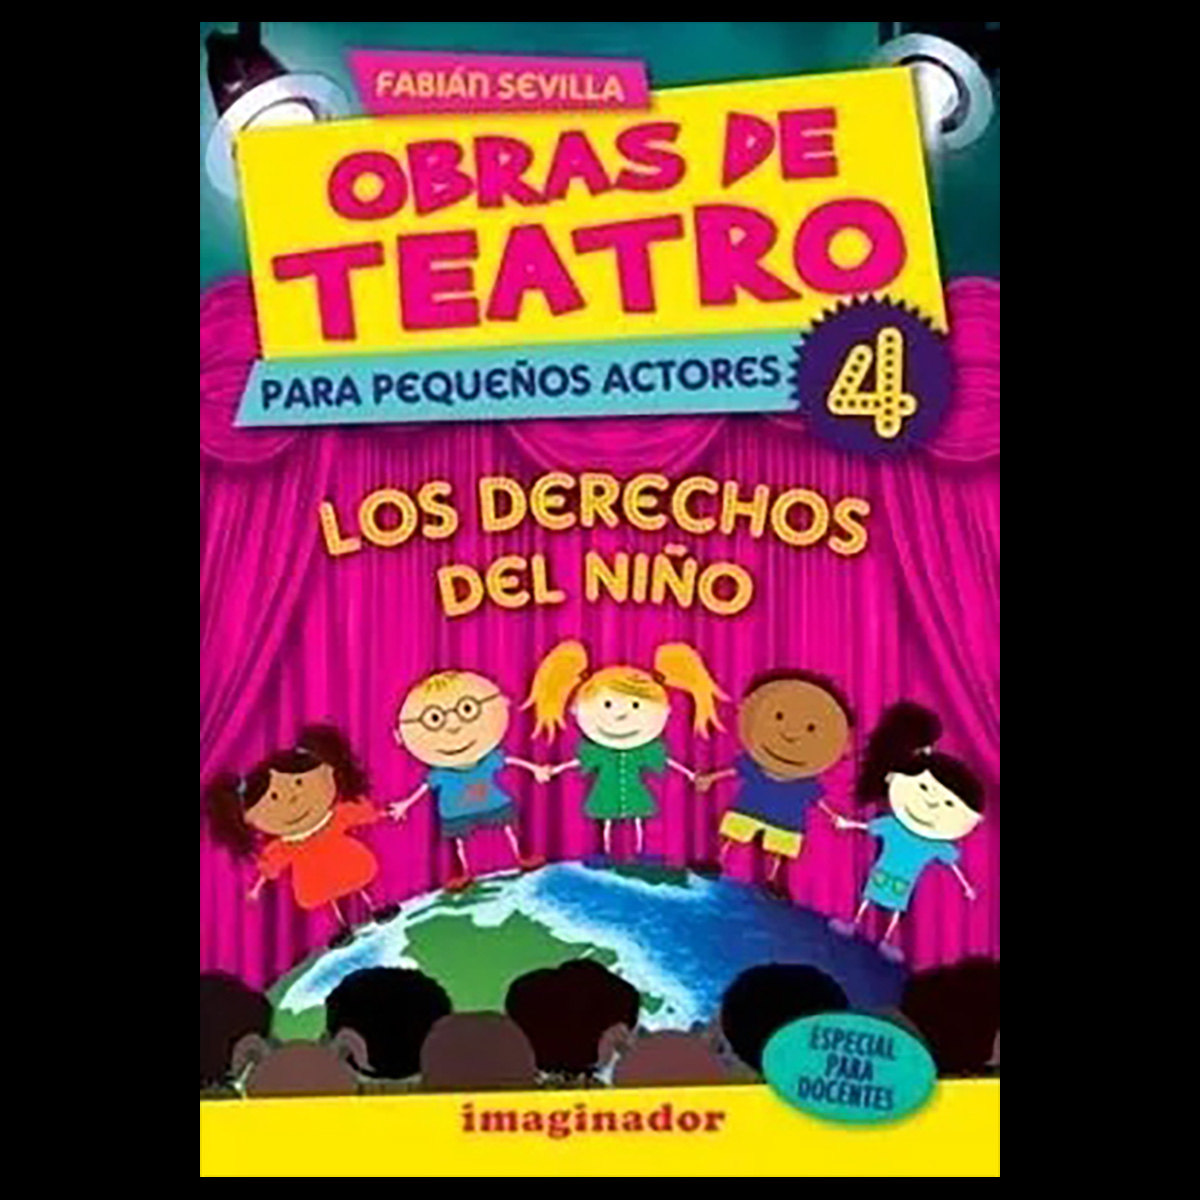 FABIÁN SEVILLA
OBRAS DE
TEATRO
PARA PEQUEÑOS ACTORES
4
LOS DERECHOS
DEL NIÑO
ESPECIAL
PARA
DOCENTES
imaginador